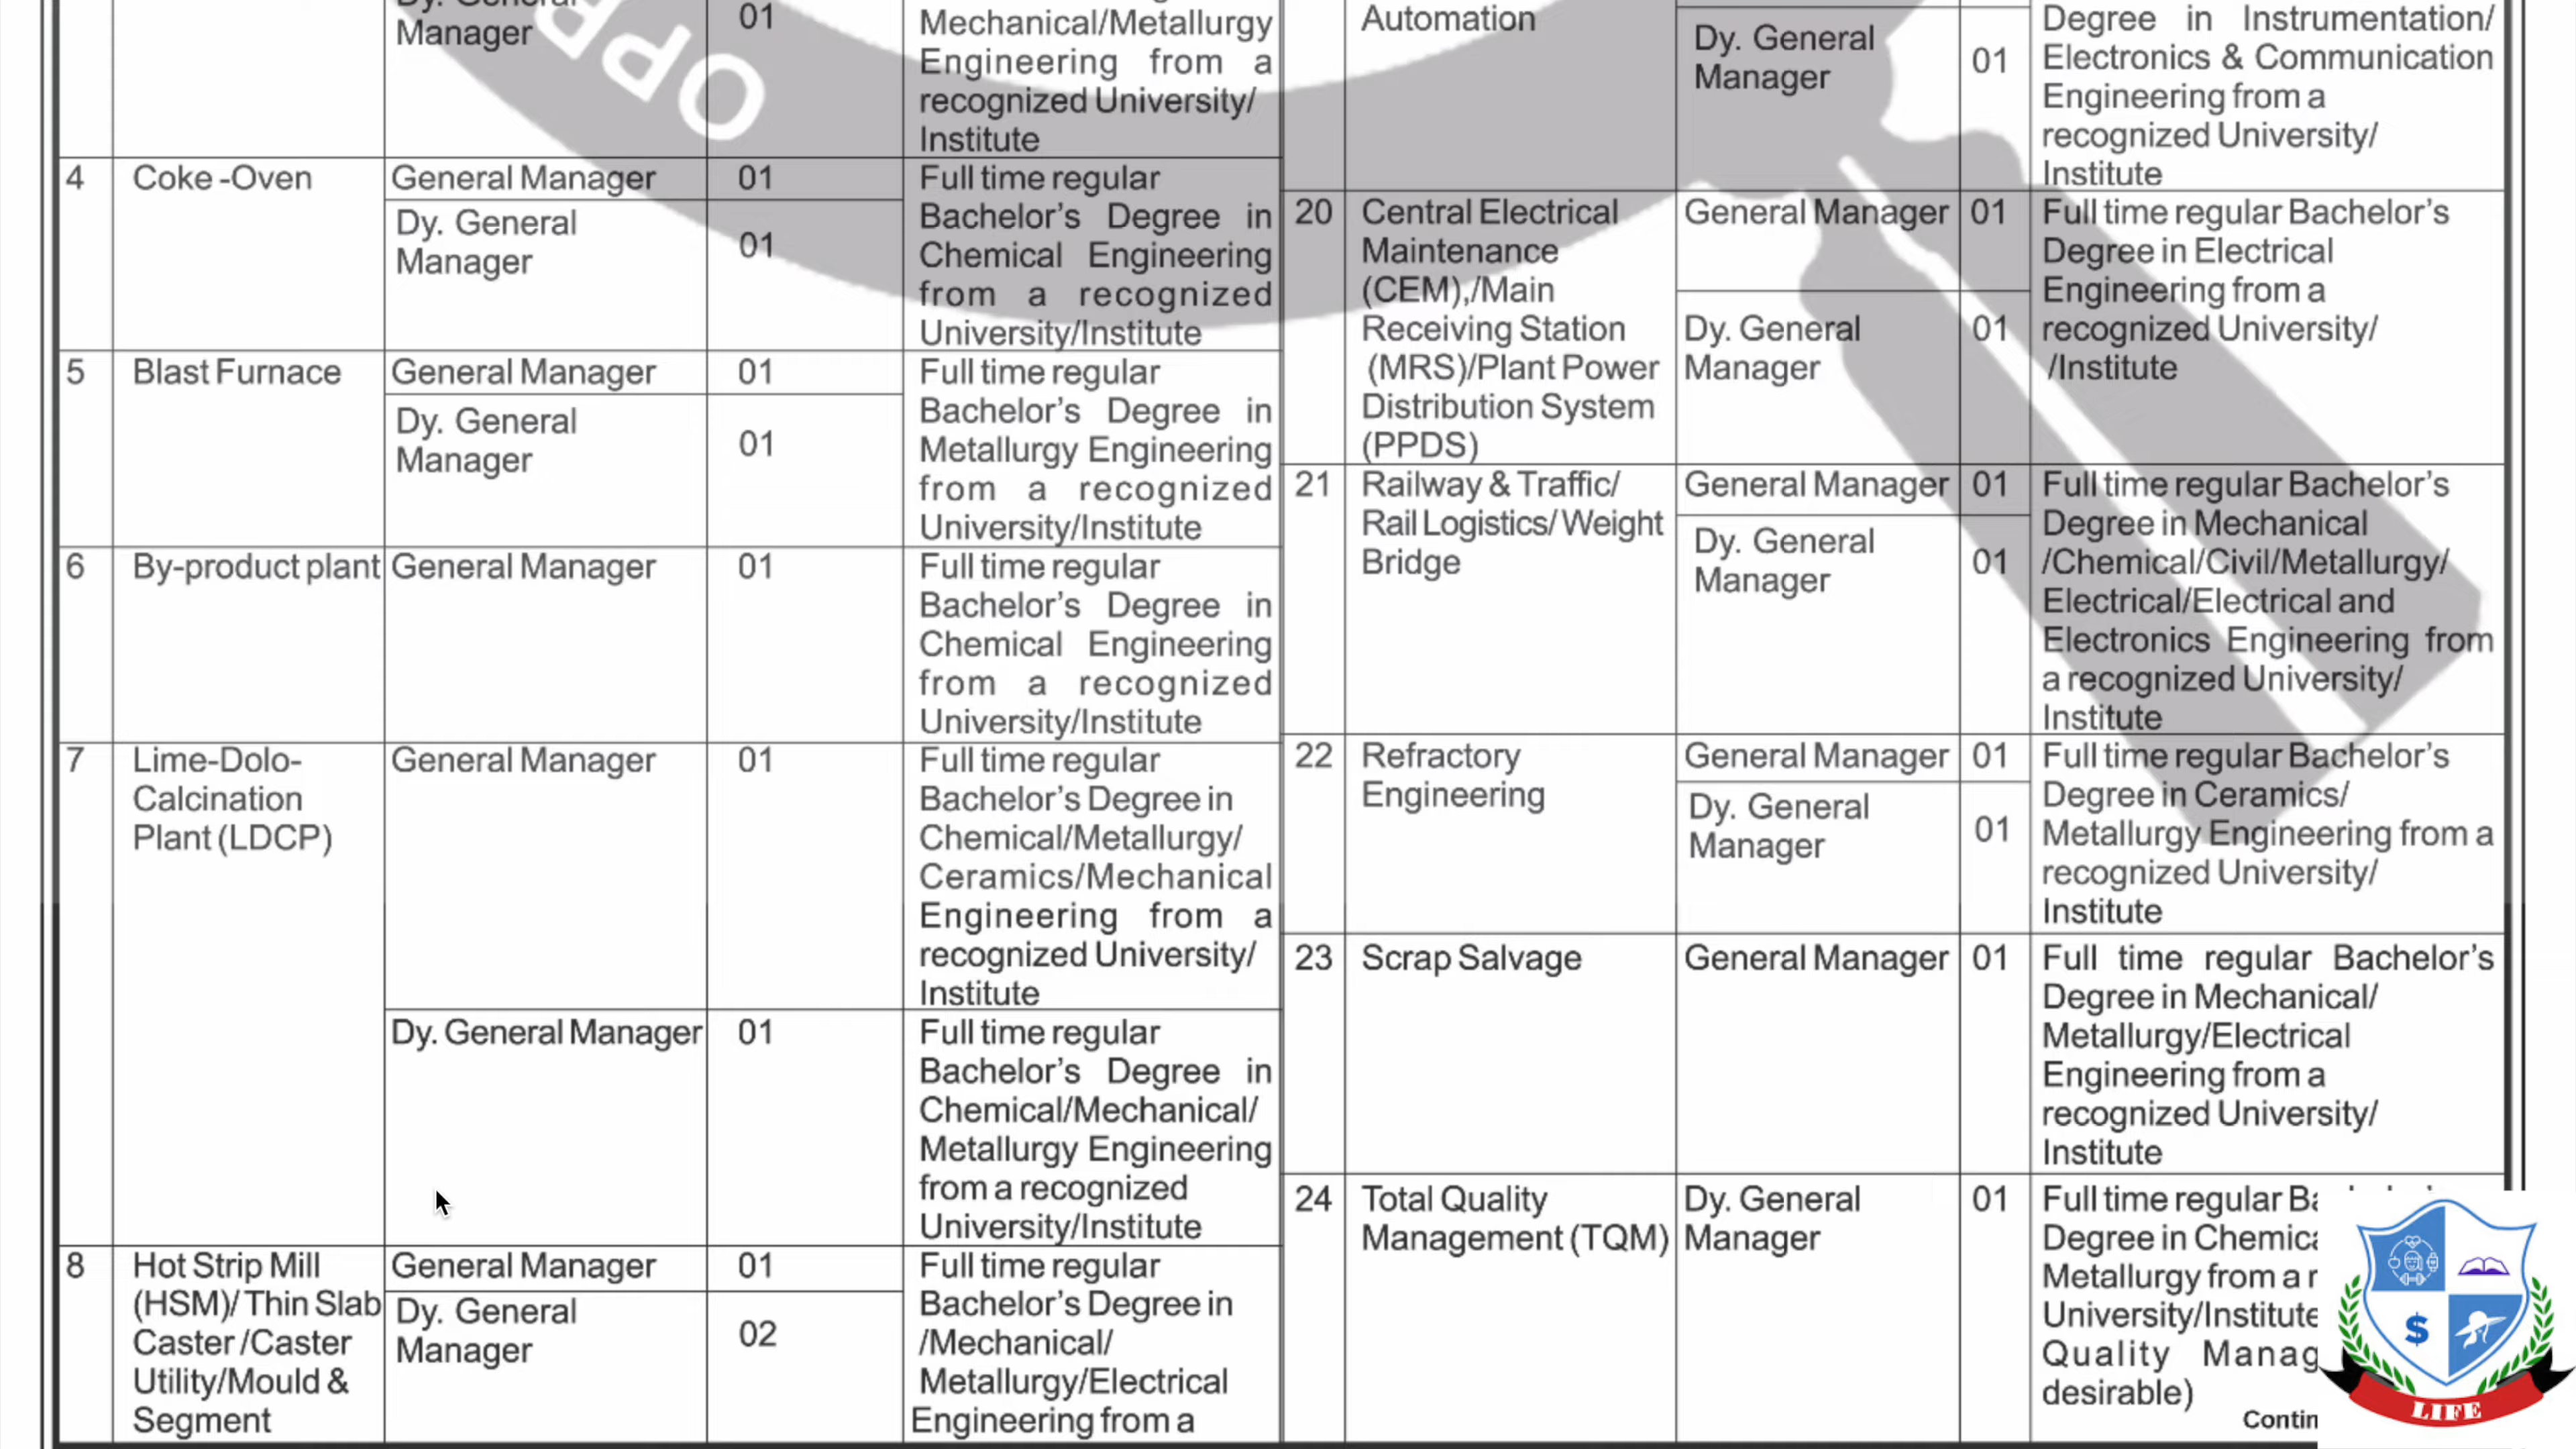 Dy. General
Manager
01
Mechanical/Metallurgy
Engineering from a
recognized University/
Institute
4
Coke -Oven
General Manager
01
Dy. General
Manager
01
Full time regular
Bachelor's Degree in
Chemical Engineering
from a recognized
University/Institute
5
Blast Furnace
General Manager
01
Dy. General
Manager
01
Full time regular
Bachelor's Degree in
Metallurgy Engineering
from a recognized
University/Institute
6
By-product plant
General Manager
01
Full time regular
Bachelor's Degree in
Chemical Engineering
from a recognized
University/Institute
7
Lime-Dolo-
Calcination
Plant (LDCP)
General Manager
01
Full time regular
Bachelor's Degree in
Chemical/Metallurgy/
Ceramics/Mechanical
Engineering from a
recognized University/
Institute
Dy. General Manager
01
Full time regular
Bachelor's Degree in
Chemical/Mechanical/
Metallurgy Engineering
from a recognized
University/Institute
8
Hot Strip Mill
(HSM)/ Thin Slab
Caster /Caster
Utility/Mould &
Segment
General Manager
01
Dy. General
Manager
02
Full time regular
Bachelor's Degree in
/Mechanical/
Metallurgy/Electrical
Engineering from a
Automation
Dy. General
Manager
01
Degree in Instrumentation/
Electronics & Communication
Engineering from a
recognized University/
Institute
20
Central Electrical
Maintenance
(CEM),/Main
Receiving Station
(MRS)/Plant Power
Distribution System
(PPDS)
General Manager
01
Dy. General
Manager
01
Full time regular Bachelor's
Degree in Electrical
Engineering from a
recognized University/
/Institute
21
Railway & Traffic/
Rail Logistics/ Weight
Bridge
General Manager
01
Dy. General
Manager
01
Full time regular Bachelor's
Degree in Mechanical
/Chemical/Civil/Metallurgy/
Electrical/Electrical and
Electronics Engineering from
a recognized University/
Institute
22
Refractory
Engineering
General Manager
01
Dy. General
Manager
01
Full time regular Bachelor's
Degree in Ceramics/
Metallurgy Engineering from a
recognized University/
Institute
23
Scrap Salvage
General Manager
01
Full time regular Bachelor's
Degree in Mechanical/
Metallurgy/Electrical
Engineering from a
recognized University/
Institute
24
Total Quality
Management (TQM)
Dy. General
Manager
01
Full time regular
Degree in
Metallurgy from a
University/Institute
Quality
desirable)
OPP
$
LIFE